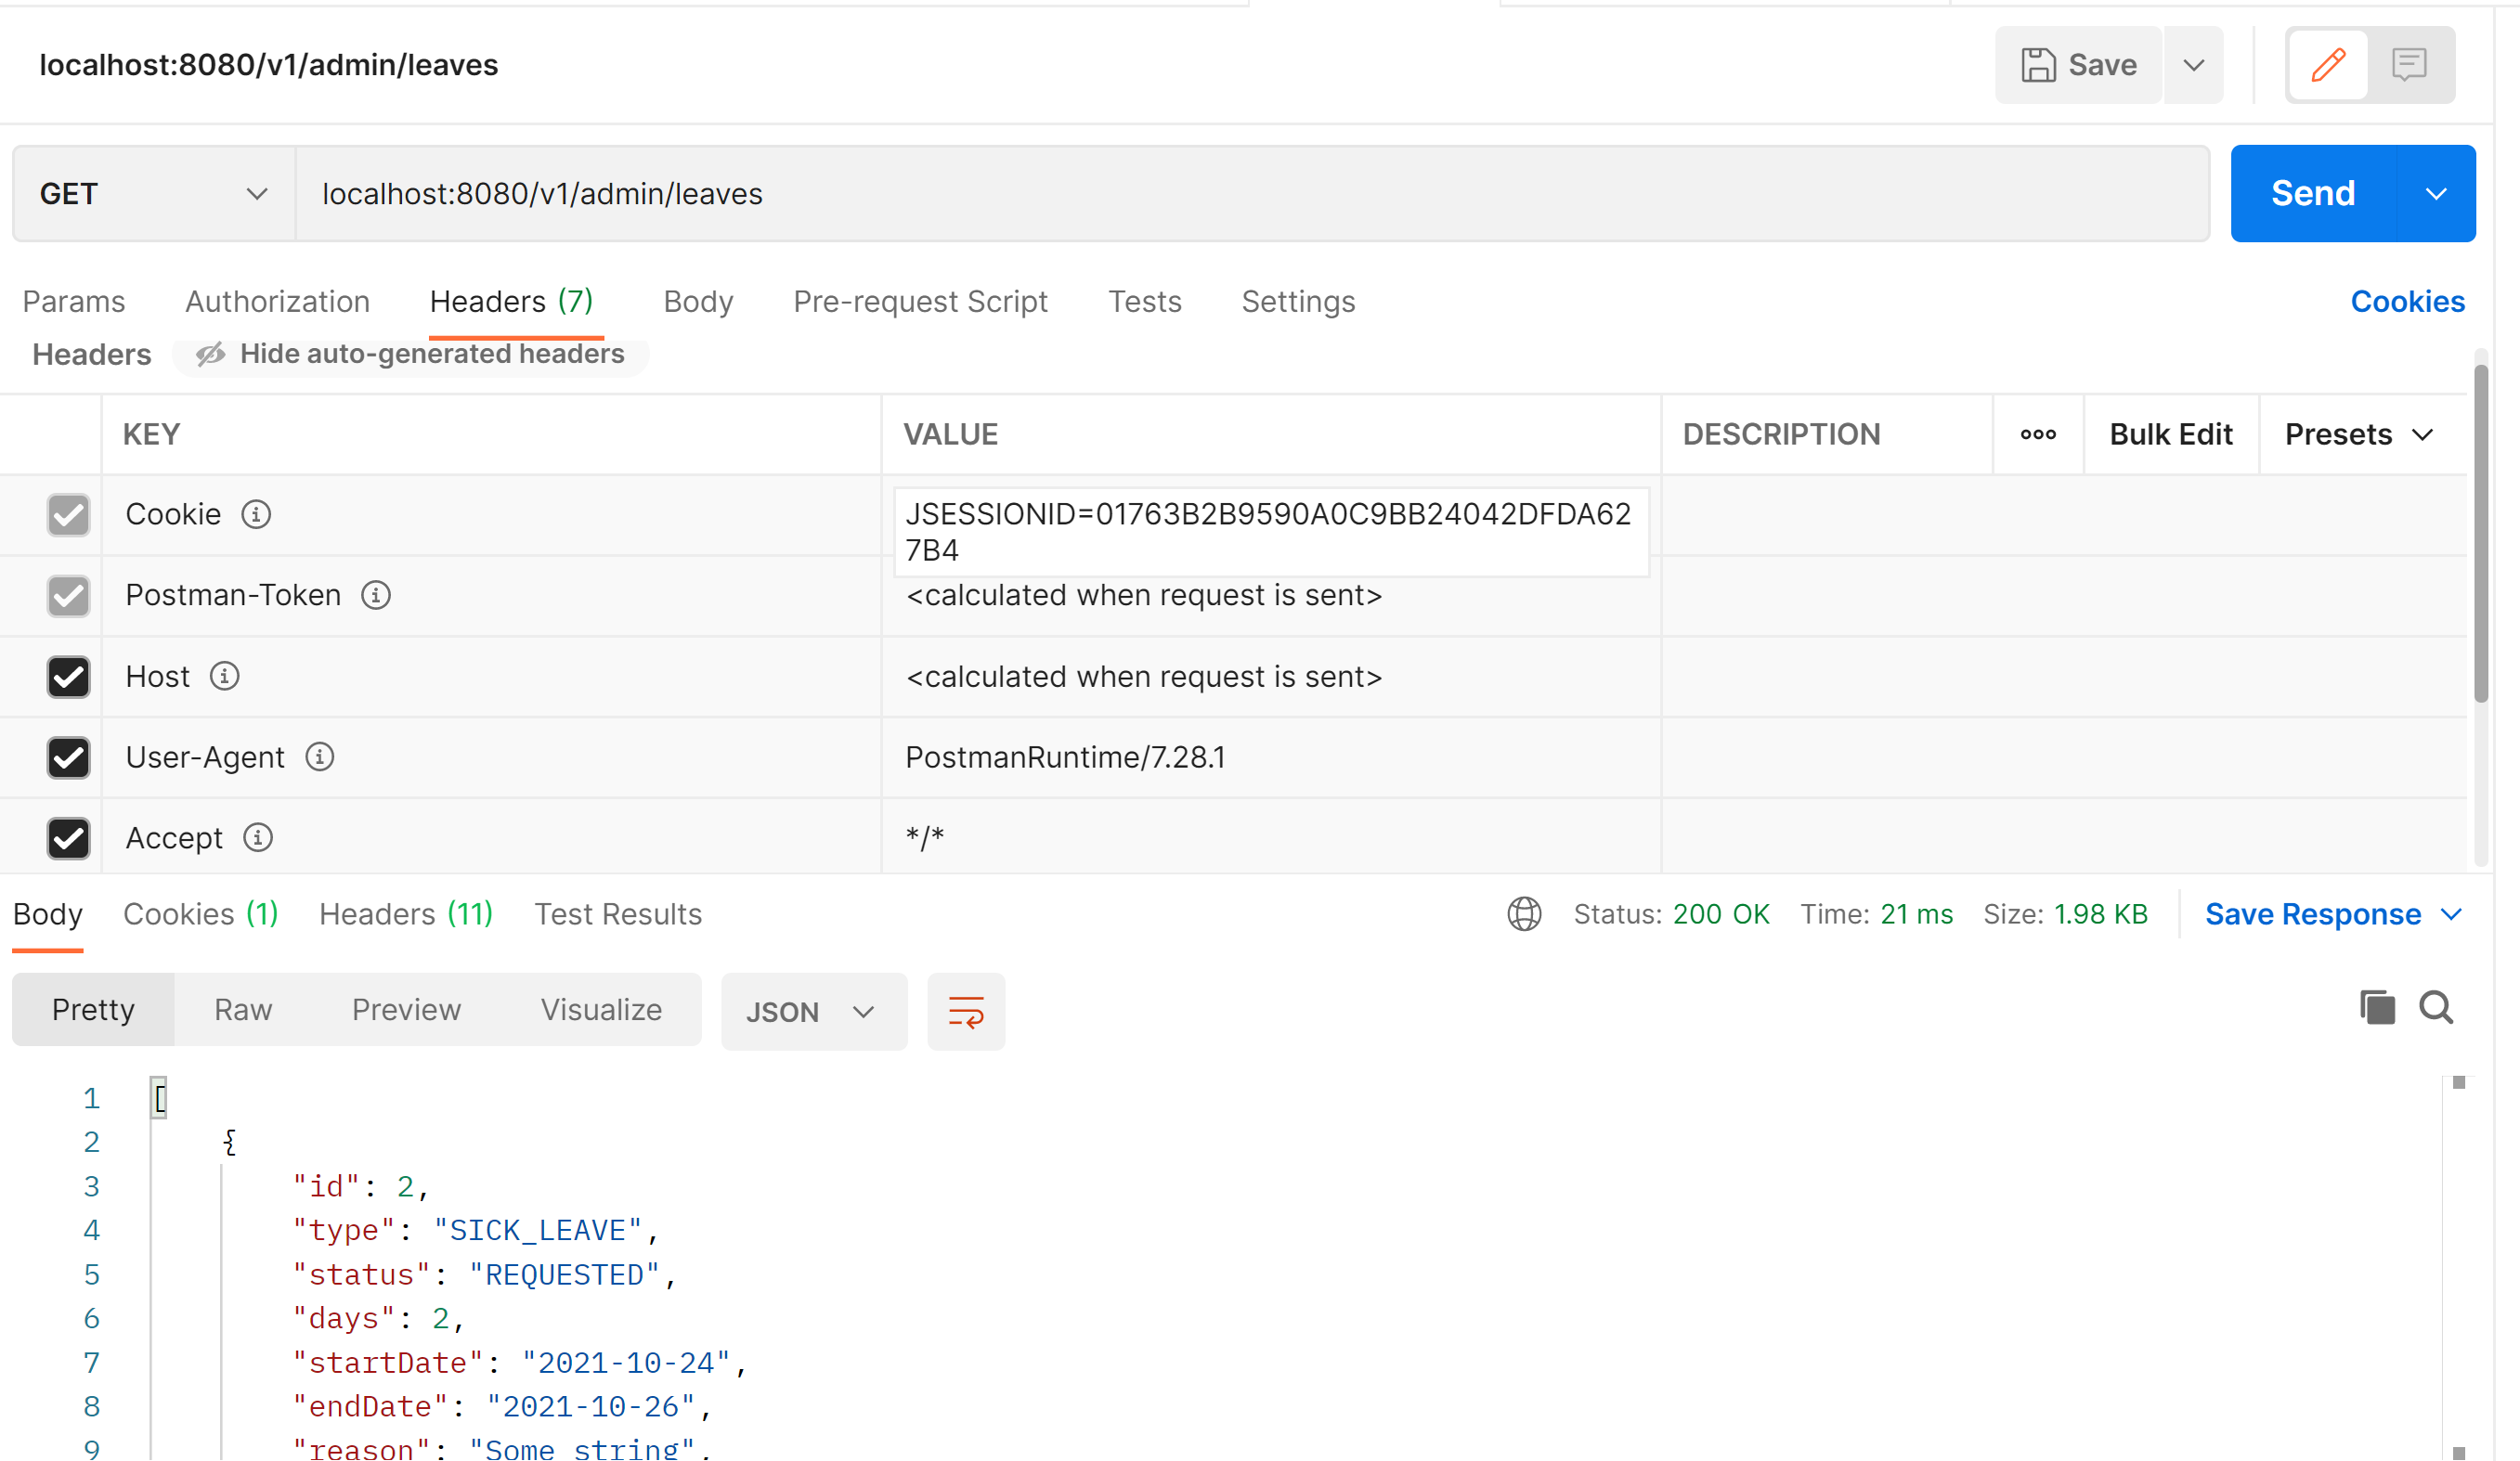 localhost:8080/v1/admin/leaves
Save
GET localhost:8080/v1/admin/leaves Send
Params Authorization Headers (7) Body Pre-request Script Tests Settings Cookies
Headers Hide auto-generated headers
KEY VALUE DESCRIPTION Bulk Edit Presets
Cookie JSESSIONID=01763B2B9590A0C9BB24042DFDA62
7B4
Postman-Token <calculated when request is sent>
Host <calculated when request is sent>
User-Agent PostmanRuntime/7.28.1
Accept */*
Body Cookies (1) Headers (11) Test Results Status: 200 OK Time: 21 ms Size: 1.98 KB Save Response
Pretty Raw Preview Visualize JSON
1 [
2 {
3 "id": 2,
4 "type": "SICK_LEAVE",
5 "status": "REQUESTED",
6 "days": 2,
7 "startDate": "2021-10-24",
8 "endDate": "2021-10-26",
9 "reason": "Some string",